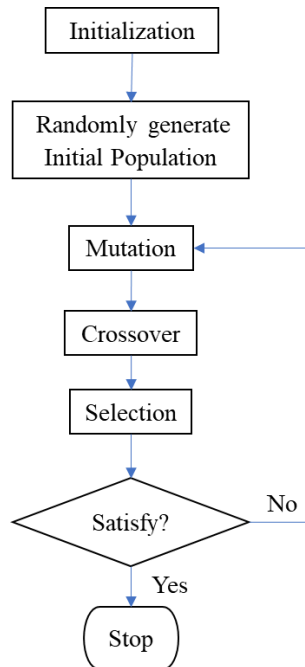 Initialization
Randomly generate
Initial Population
Mutation
Crossover
Selection
Satisfy?
No
Yes
Stop